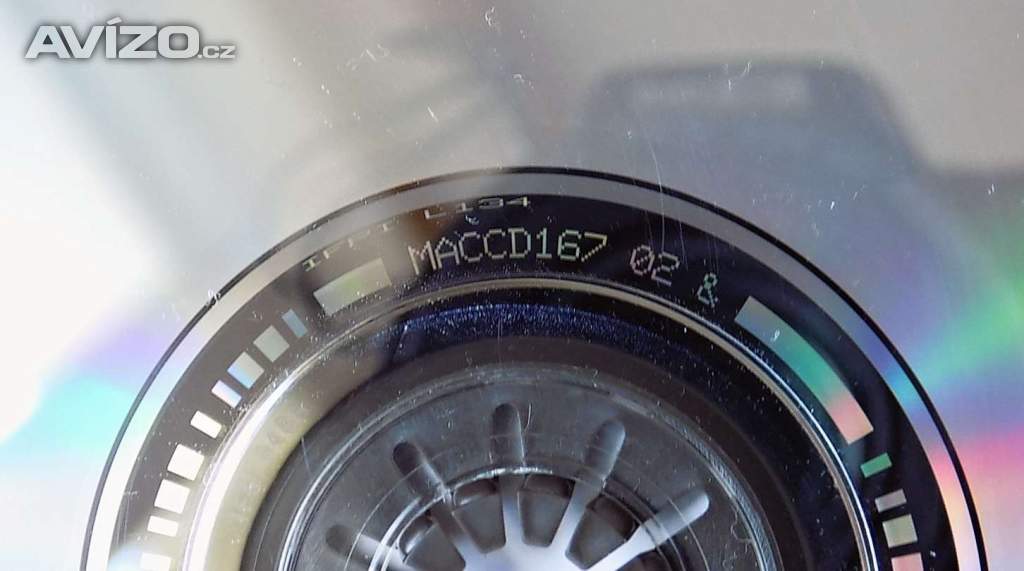 AVÍZO.cz
IFPI L134
MACCD167 02 &